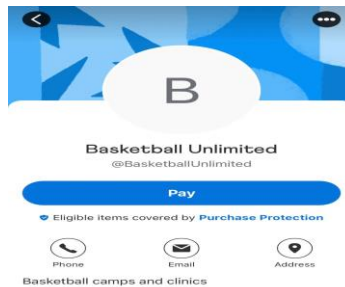 B
Basketball Unlimited
@BasketballUnlimited
Pay
Eligible items covered by Purchase Protection
Phone Email Address
Basketball camps and clinics